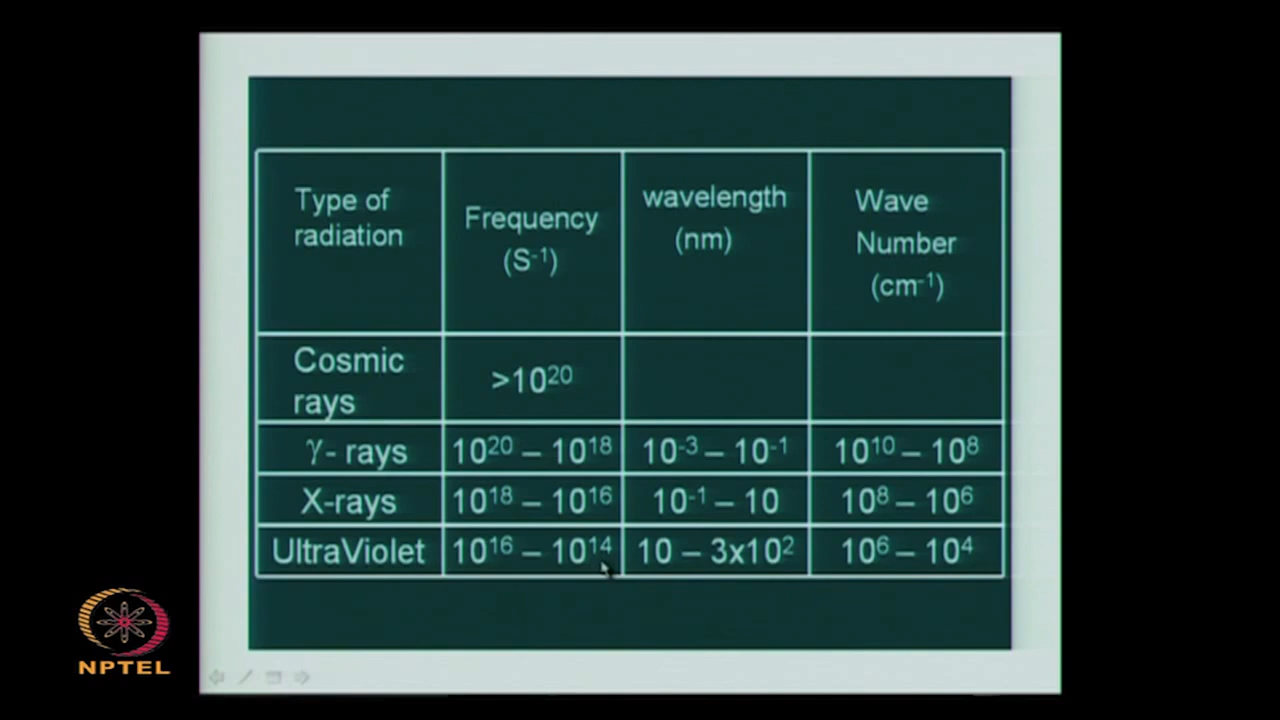 Type of radiation Frequency (S⁻¹) wavelength (nm) Wave Number (cm⁻¹)
Cosmic rays >10²⁰
γ- rays 10²⁰ – 10¹⁸ 10⁻³ – 10⁻¹ 10¹⁰ – 10⁸
X-rays 10¹⁸ – 10¹⁶ 10⁻¹ – 10 10⁸ – 10⁶
UltraViolet 10¹⁶ – 10¹⁴ 10 – 3x10² 10⁶ – 10⁴
NPTEL